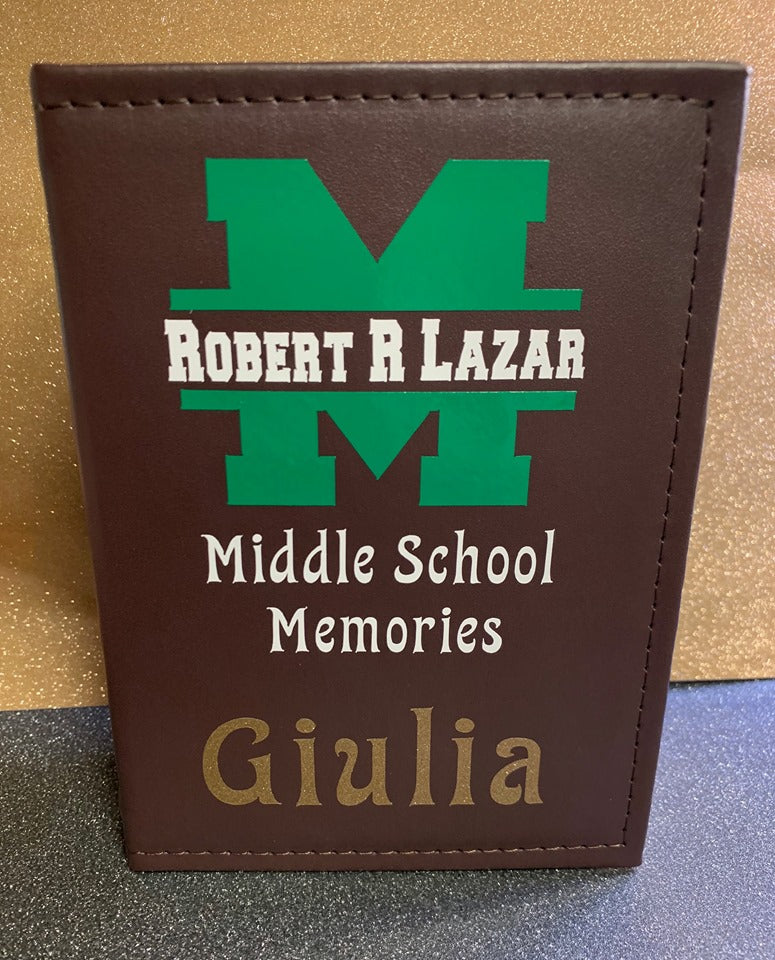 M
ROBERT R LAZAR
Middle School
Memories
Giulia